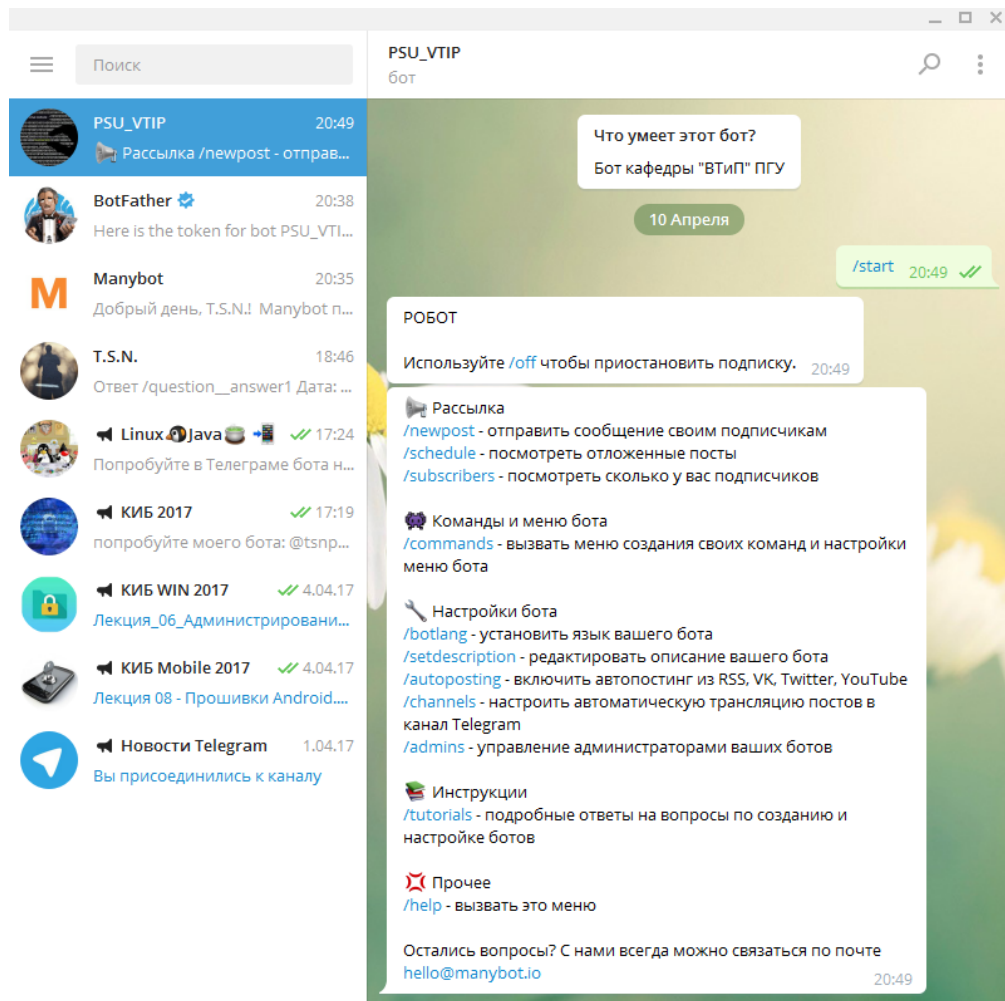 Поиск
PSU_VTIP
20:49
Рассылка /newpost - отправ...
BotFather
20:38
Here is the token for bot PSU_VTI...
Manybot
20:35
Добрый день, T.S.N.! Manybot п...
T.S.N.
18:46
Ответ /question__answer1 Дата: ...
Linux Java
17:24
Попробуйте в Телеграме бота н...
КИБ 2017
17:19
попробуйте моего бота: @tsnp...
КИБ WIN 2017
4.04.17
Лекция_06_Администрировани...
КИБ Mobile 2017
4.04.17
Лекция 08 - Прошивки Android....
Новости Telegram
1.04.17
Вы присоединились к каналу
PSU_VTIP
бот
Что умеет этот бот?
Бот кафедры "ВТиП" ПГУ
10 Апреля
/start 20:49
РОБОТ
Используйте /off чтобы приостановить подписку. 20:49
Рассылка
/newpost - отправить сообщение своим подписчикам
/schedule - посмотреть отложенные посты
/subscribers - посмотреть сколько у вас подписчиков
Команды и меню бота
/commands - вызвать меню создания своих команд и настройки
меню бота
Настройки бота
/botlang - установить язык вашего бота
/setdescription - редактировать описание вашего бота
/autoposting - включить автопостинг из RSS, VK, Twitter, YouTube
/channels - настроить автоматическую трансляцию постов в
канал Telegram
/admins - управление администраторами ваших ботов
Инструкции
/tutorials - подробные ответы на вопросы по созданию и
настройке ботов
Прочее
/help - вызвать это меню
Остались вопросы? С нами всегда можно связаться по почте
hello@manybot.io
20:49